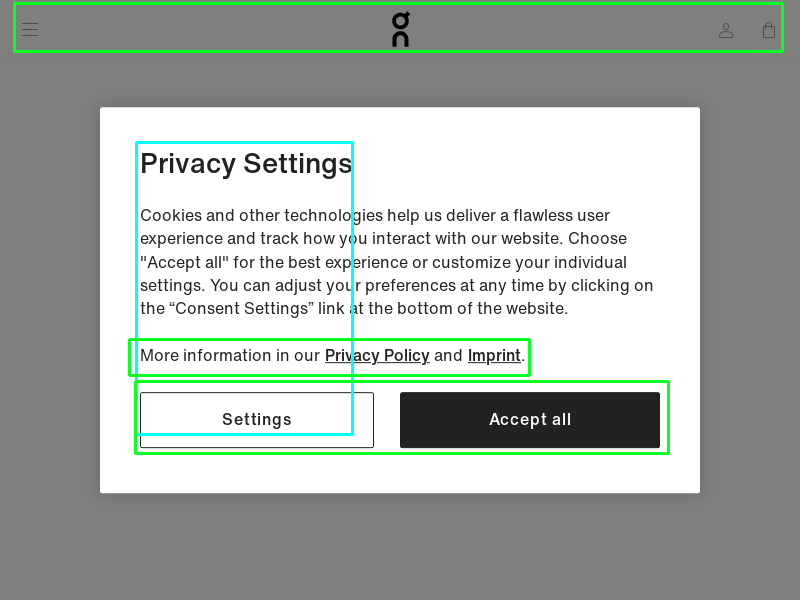 Privacy Settings
Cookies and other technologies help us deliver a flawless user
experience and track how you interact with our website. Choose
"Accept all" for the best experience or customize your individual
settings. You can adjust your preferences at any time by clicking on
the “Consent Settings” link at the bottom of the website.
More information in our Privacy Policy and Imprint.
Settings
Accept all